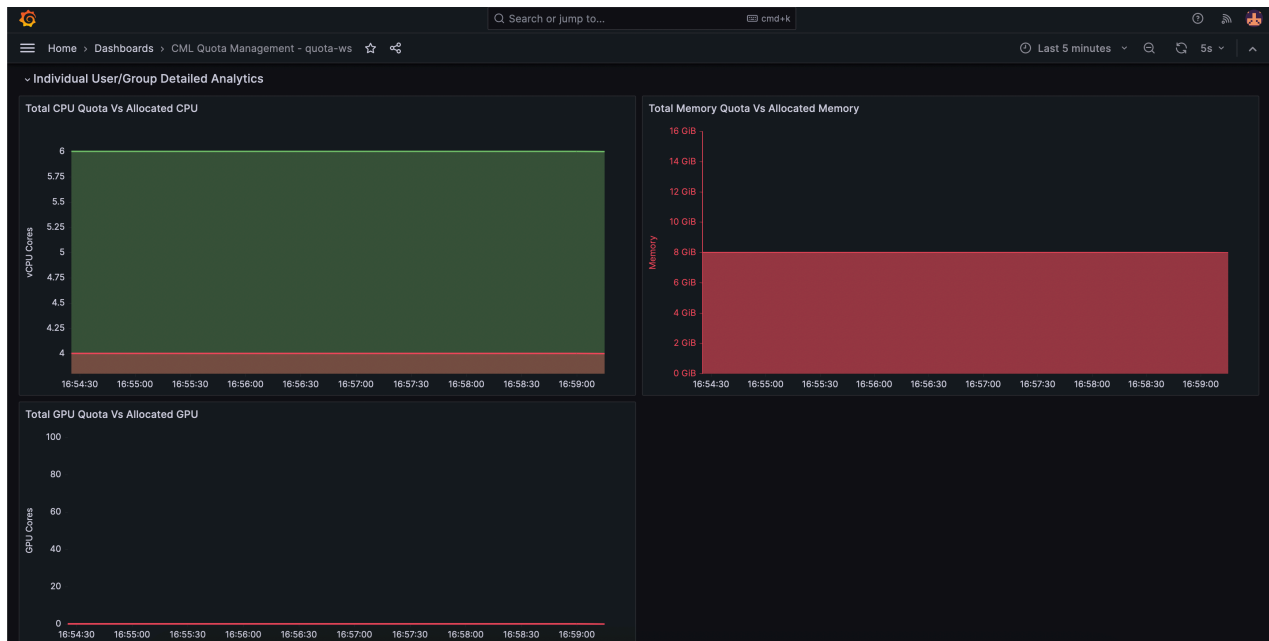 Search or jump to...
cmd+k
Home › Dashboards › CML Quota Management - quota-ws
Last 5 minutes
5s
Individual User/Group Detailed Analytics
Total CPU Quota Vs Allocated CPU
6
5.75
5.5
5.25
5
4.75
4.5
4.25
4
vCPU Cores
16:54:30 16:55:00 16:55:30 16:56:00 16:56:30 16:57:00 16:57:30 16:58:00 16:58:30 16:59:00
Total Memory Quota Vs Allocated Memory
16 GiB
14 GiB
12 GiB
10 GiB
8 GiB
6 GiB
4 GiB
2 GiB
0 GiB
Memory
16:54:30 16:55:00 16:55:30 16:56:00 16:56:30 16:57:00 16:57:30 16:58:00 16:58:30 16:59:00
Total GPU Quota Vs Allocated GPU
100
80
60
40
20
0
GPU Cores
16:54:30 16:55:00 16:55:30 16:56:00 16:56:30 16:57:00 16:57:30 16:58:00 16:58:30 16:59:00